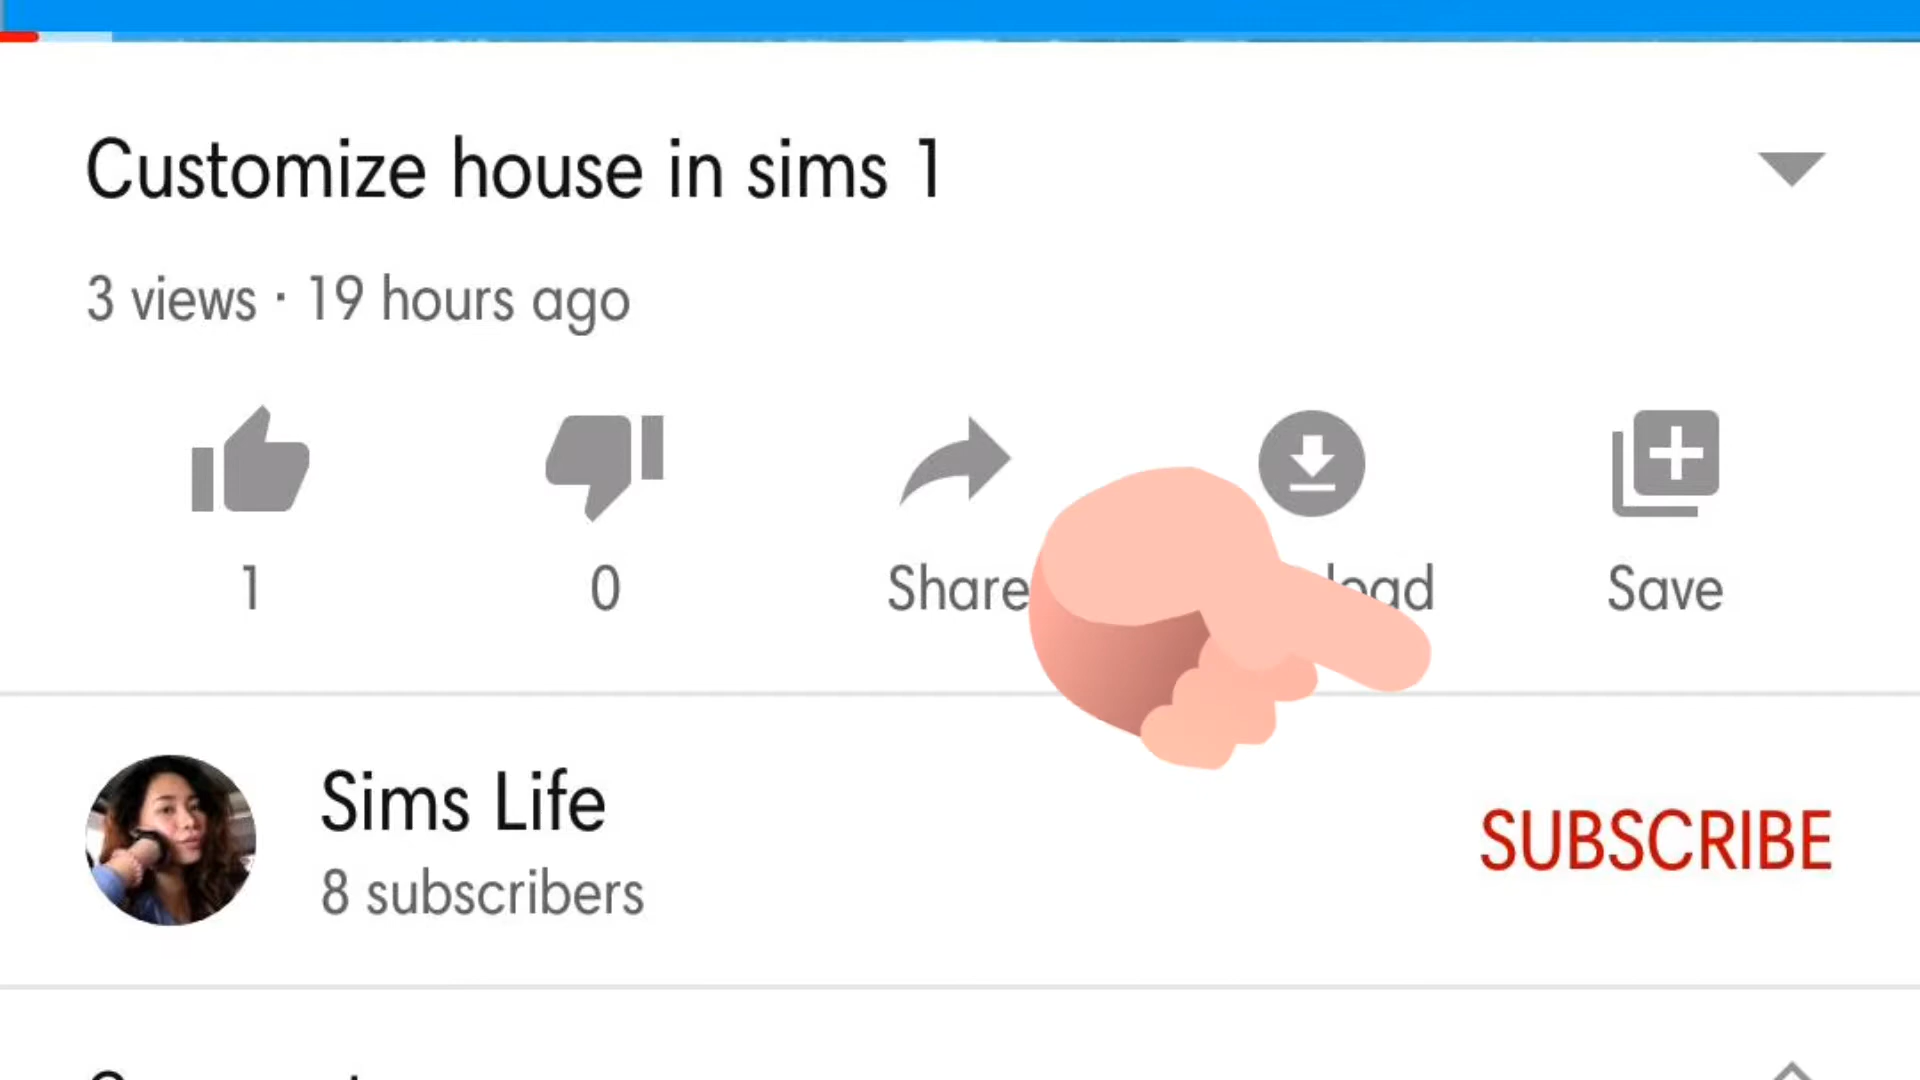 Customize house in sims 1
3 views · 19 hours ago
1 0 Share Save
Sims Life
8 subscribers
SUBSCRIBE